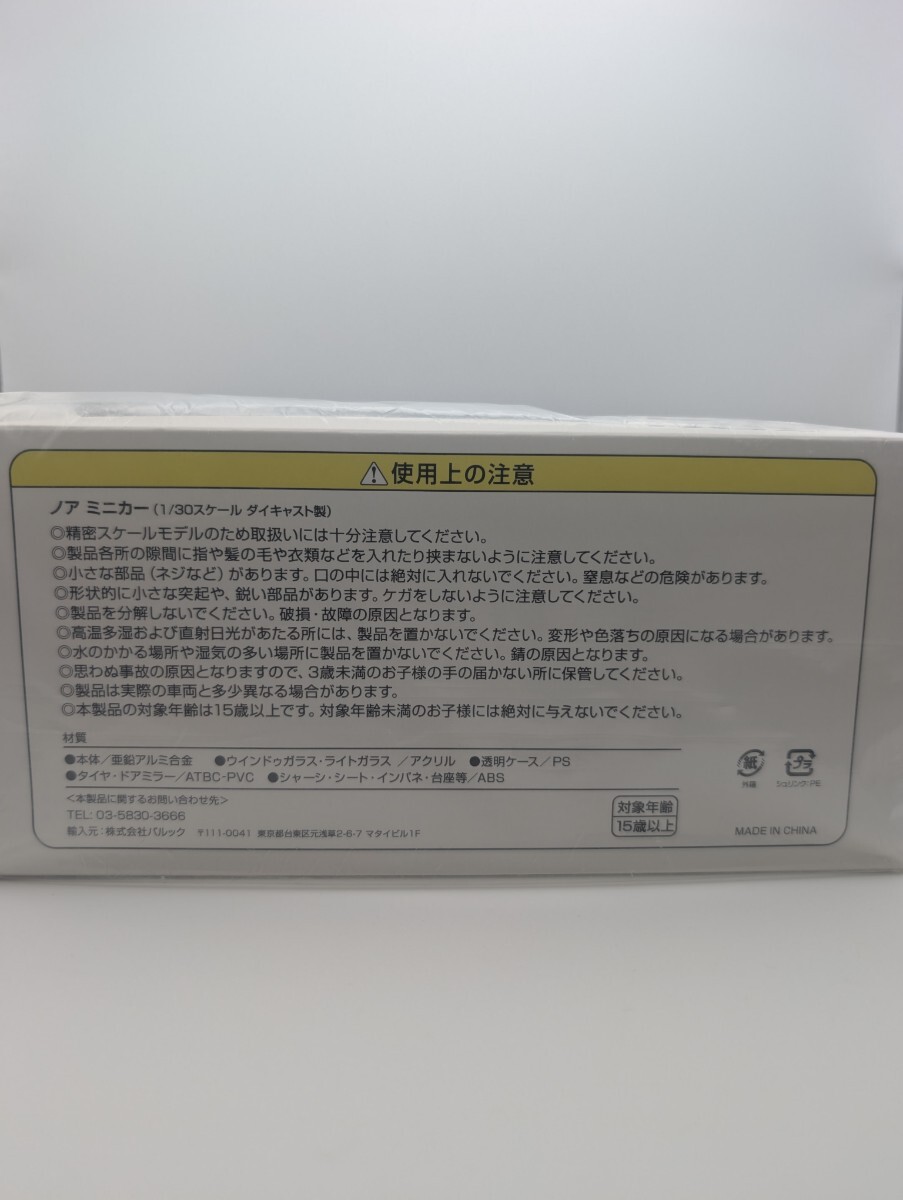 ⚠使用上の注意
ノア ミニカー(1/30スケール ダイキャスト製)
◎精密スケールモデルのため取扱いには十分注意してください。
◎製品各所の隙間に指や髪の毛や衣類などを入れたり挟まないように注意してください。
◎小さな部品(ネジなど)があります。口の中には絶対に入れないでください。窒息などの危険があります。
◎形状的に小さな突起や、鋭い部品があります。ケガをしないように注意してください。
◎製品を分解しないでください。破損・故障の原因となります。
◎高温多湿および直射日光があたる所には、製品を置かないでください。変形や色落ちの原因になる場合があります。
◎水のかかる場所や湿気の多い場所に製品を置かないでください。錆の原因となります。
◎思わぬ事故の原因となりますので、3歳未満のお子様の手の届かない所に保管してください。
◎製品は実際の車両と多少異なる場合があります。
◎本製品の対象年齢は15歳以上です。対象年齢未満のお子様には絶対に与えないでください。
材質
●本体/亜鉛アルミ合金 ●ウインドゥガラス・ライトガラス /アクリル ●透明ケース/PS
●タイヤ・ドアミラー/ATBC-PVC ●シャーシ・シート・インパネ・台座等/ABS
<本製品に関するお問い合わせ先>
TEL: 03-5830-3666
輸入元:株式会社バルック 〒111-0041 東京都台東区元浅草2-6-7 マタイビル1F
対象年齢
15歳以上
紙
外箱
プラ
シュリンク:PE
MADE IN CHINA